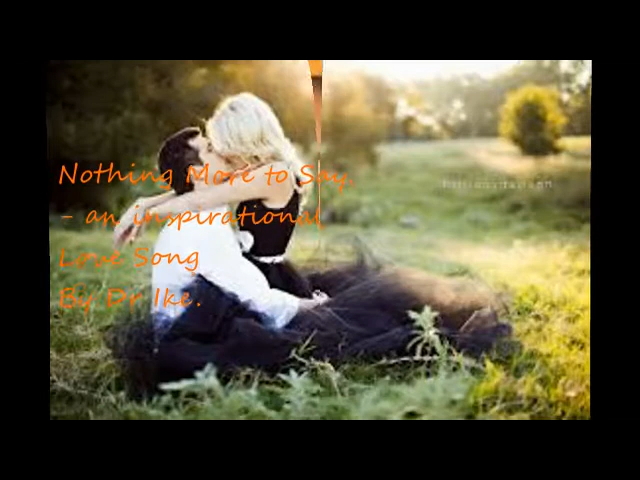 Nothing More to Say.
- an inspirational
Love Song
By Dr Ike.